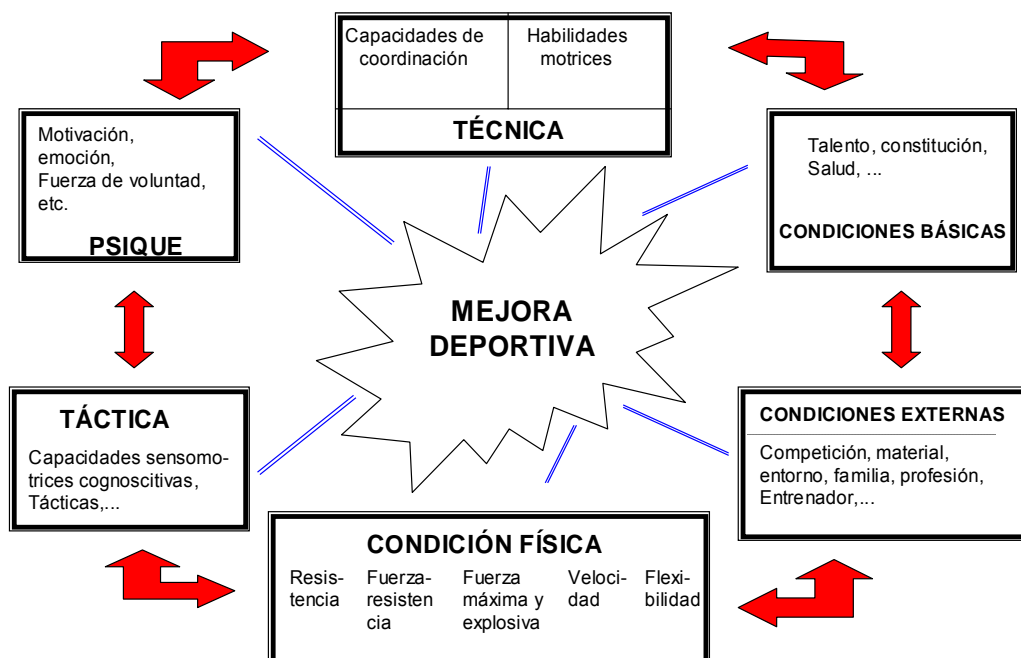 Capacidades de
coordinación
Habilidades
motrices
TÉCNICA
Motivación,
emoción,
Fuerza de voluntad,
etc.
PSIQUE
Talento, constitución,
Salud, ...
CONDICIONES BÁSICAS
MEJORA
DEPORTIVA
TÁCTICA
Capacidades sensomo-
trices cognoscitivas,
Tácticas,...
CONDICIONES EXTERNAS
Competición, material,
entorno, familia, profesión,
Entrenador,...
CONDICIÓN FÍSICA
Resis-
tencia
Fuerza-
resisten
cia
Fuerza
máxima y
explosiva
Veloci-
dad
Flexi-
bilidad